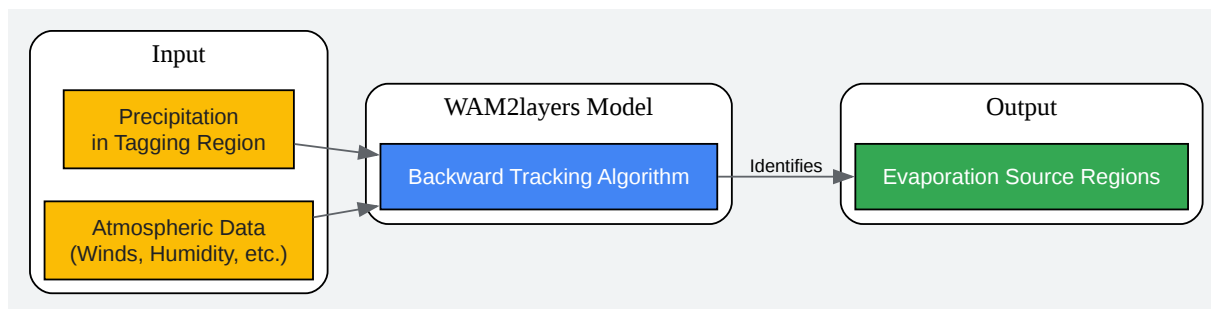 Input
Precipitation
in Tagging Region
Atmospheric Data
(Winds, Humidity, etc.)
WAM2layers Model
Backward Tracking Algorithm
Identifies
Output
Evaporation Source Regions